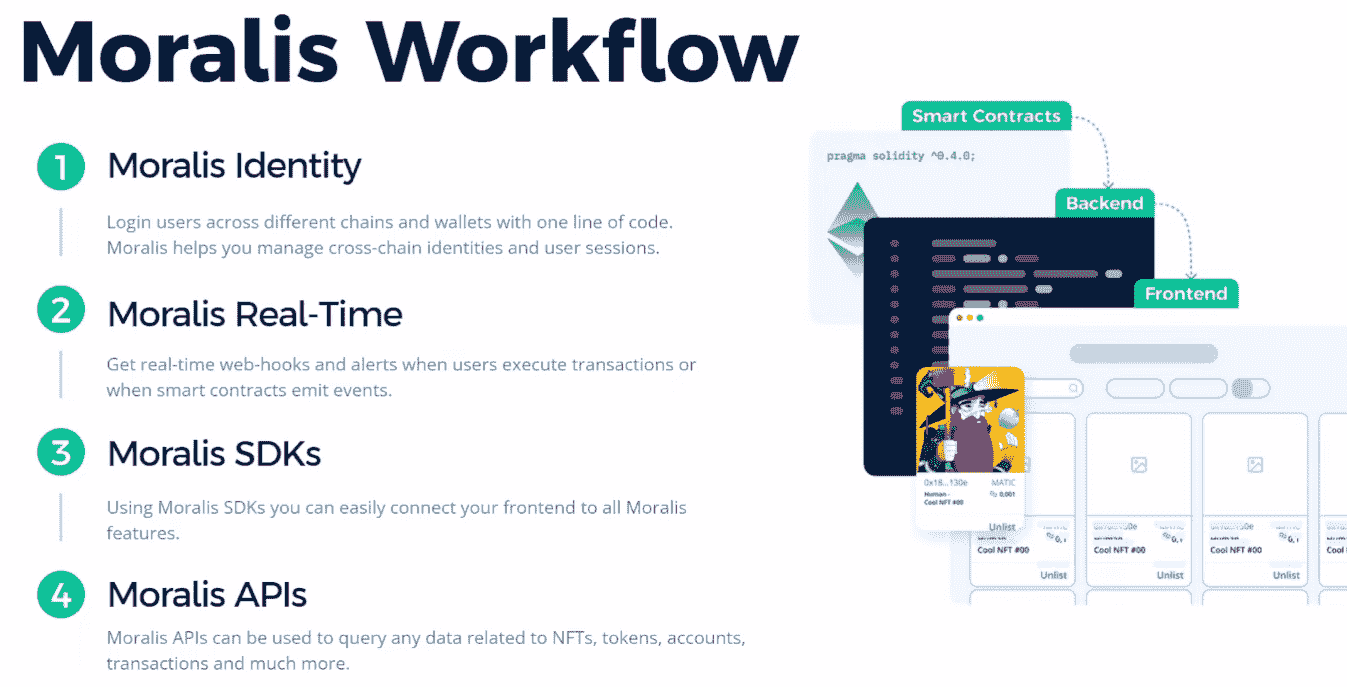 Moralis Workflow
1
Moralis Identity
Login users across different chains and wallets with one line of code.
Moralis helps you manage cross-chain identities and user sessions.
2
Moralis Real-Time
Get real-time web-hooks and alerts when users execute transactions or
when smart contracts emit events.
3
Moralis SDKs
Using Moralis SDKs you can easily connect your frontend to all Moralis
features.
4
Moralis APIs
Moralis APIs can be used to query any data related to NFTs, tokens, accounts,
transactions and much more.
Smart Contracts
pragma solidity ^0.4.0;
Backend
Frontend
0x18...130e MATIC
Human - 0,001
Cool NFT #00
Unlist
Cool NFT #00
Unlist
Cool NFT #00
Unlist
Cool NFT #00
Unlist